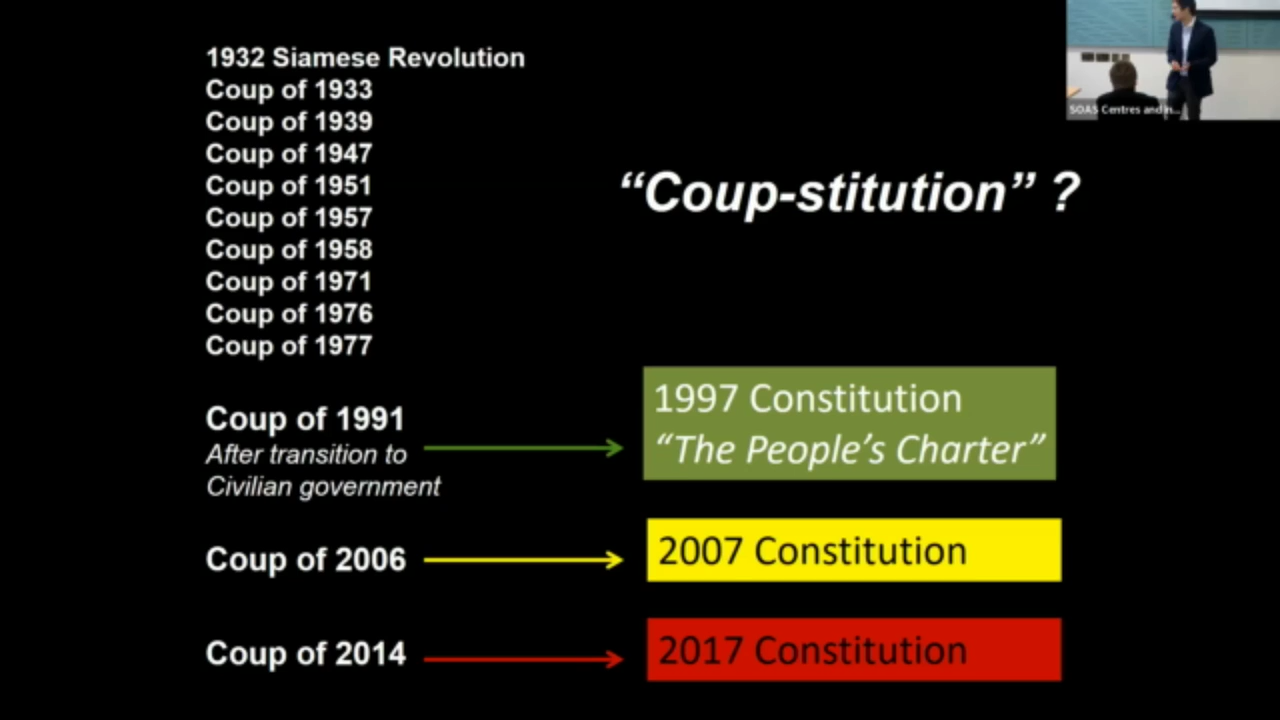 1932 Siamese Revolution
Coup of 1933
Coup of 1939
Coup of 1947
Coup of 1951
Coup of 1957
Coup of 1958
Coup of 1971
Coup of 1976
Coup of 1977
“Coup-stitution” ?
Coup of 1991
After transition to
Civilian government
1997 Constitution
“The People’s Charter”
Coup of 2006
2007 Constitution
Coup of 2014
2017 Constitution
SOAS Centres and